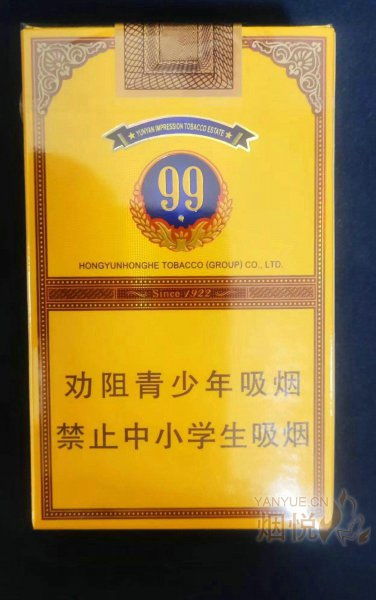 ★ YUNYAN IMPRESSION TOBACCO ESTATE ★
99
HONGYUNHONGHE TOBACCO (GROUP) CO., LTD.
Since 1922
劝阻青少年吸烟
禁止中小学生吸烟
YANYUE.CN
烟悦